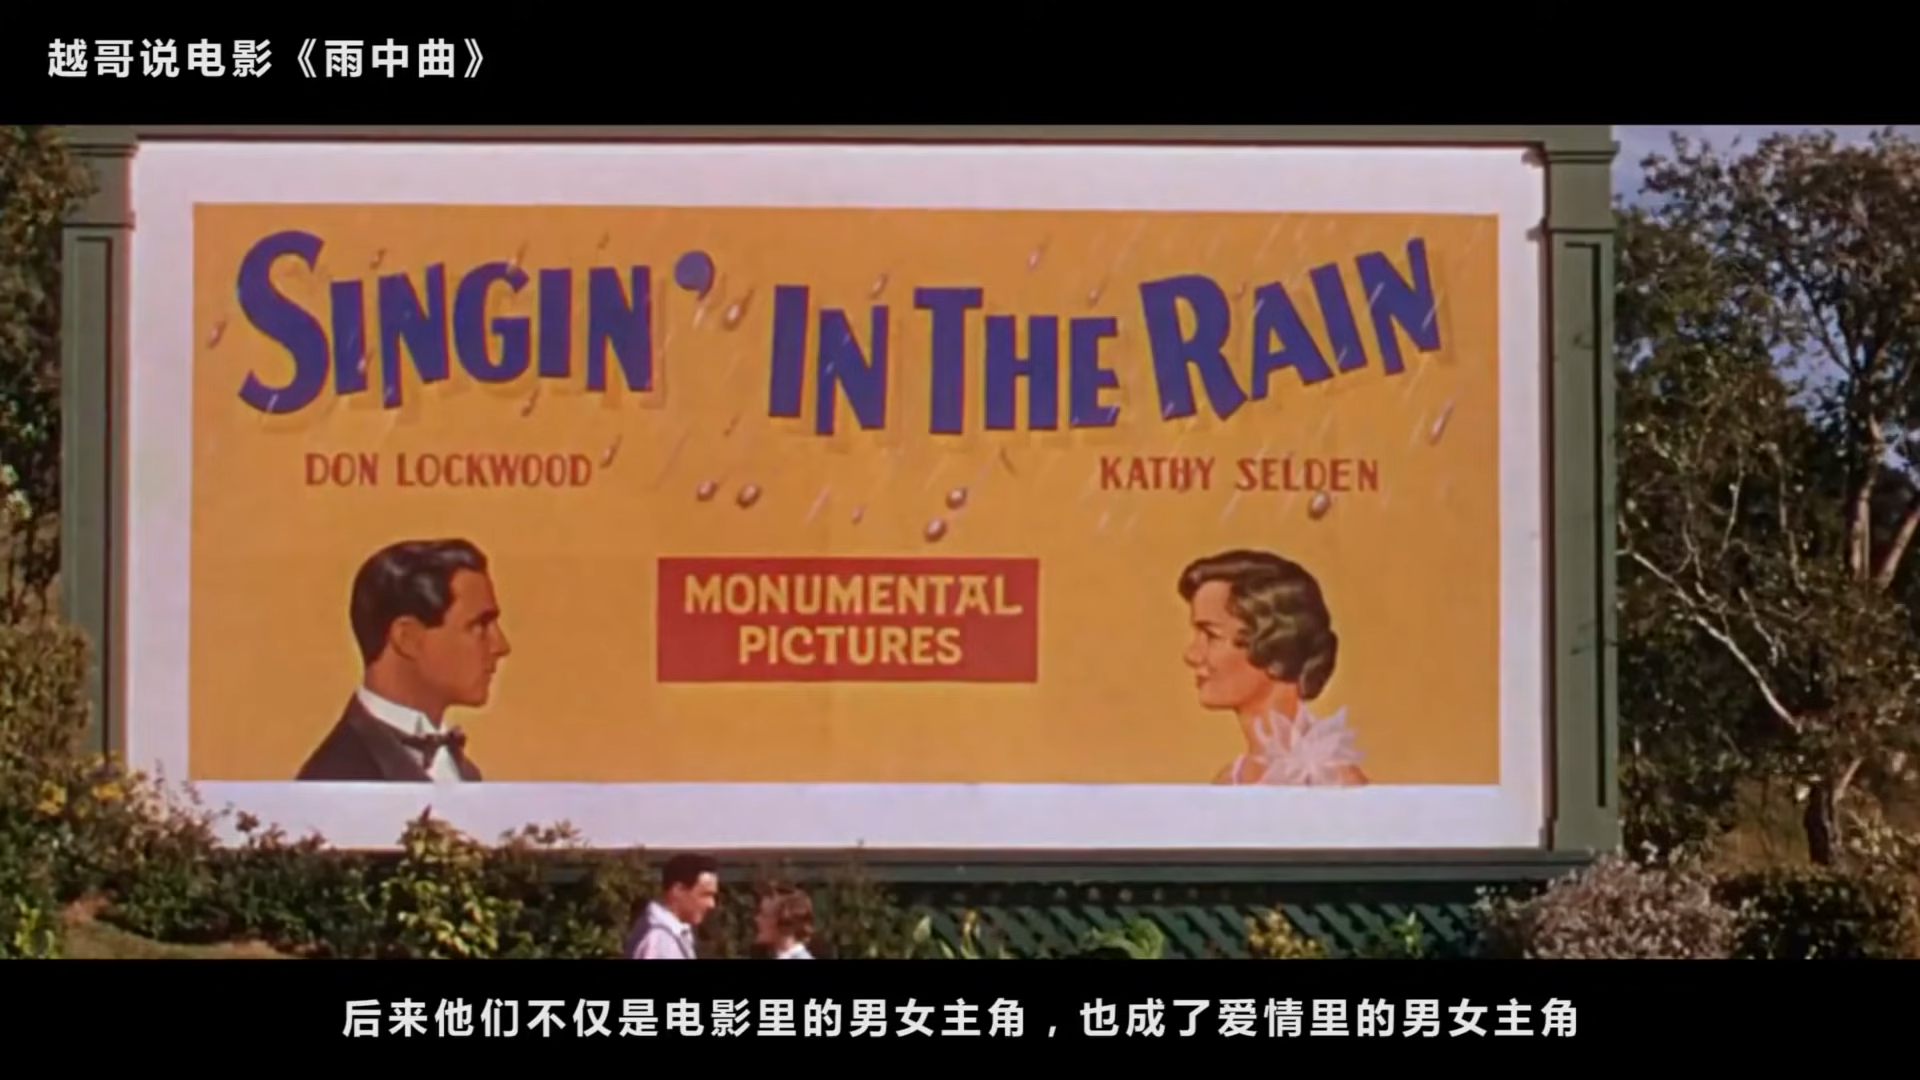 越哥说电影《雨中曲》
SINGIN' IN THE RAIN
DON LOCKWOOD
KATHY SELDEN
MONUMENTAL
PICTURES
后来他们不仅是电影里的男女主角，也成了爱情里的男女主角